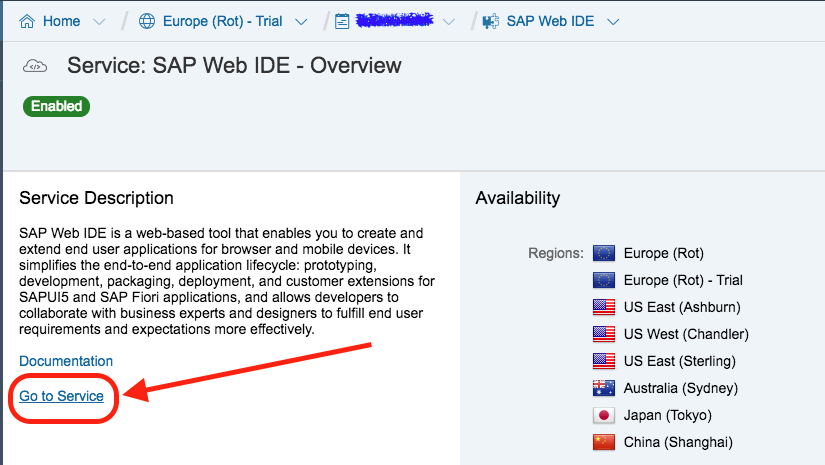 Home Europe (Rot) - Trial SAP Web IDE
Service: SAP Web IDE - Overview
Enabled
Service Description
SAP Web IDE is a web-based tool that enables you to create and
extend end user applications for browser and mobile devices. It
simplifies the end-to-end application lifecycle: prototyping,
development, packaging, deployment, and customer extensions for
SAPUI5 and SAP Fiori applications, and allows developers to
collaborate with business experts and designers to fulfill end user
requirements and expectations more effectively.
Documentation
Go to Service
Availability
Regions: Europe (Rot)
Europe (Rot) - Trial
US East (Ashburn)
US West (Chandler)
US East (Sterling)
Australia (Sydney)
Japan (Tokyo)
China (Shanghai)